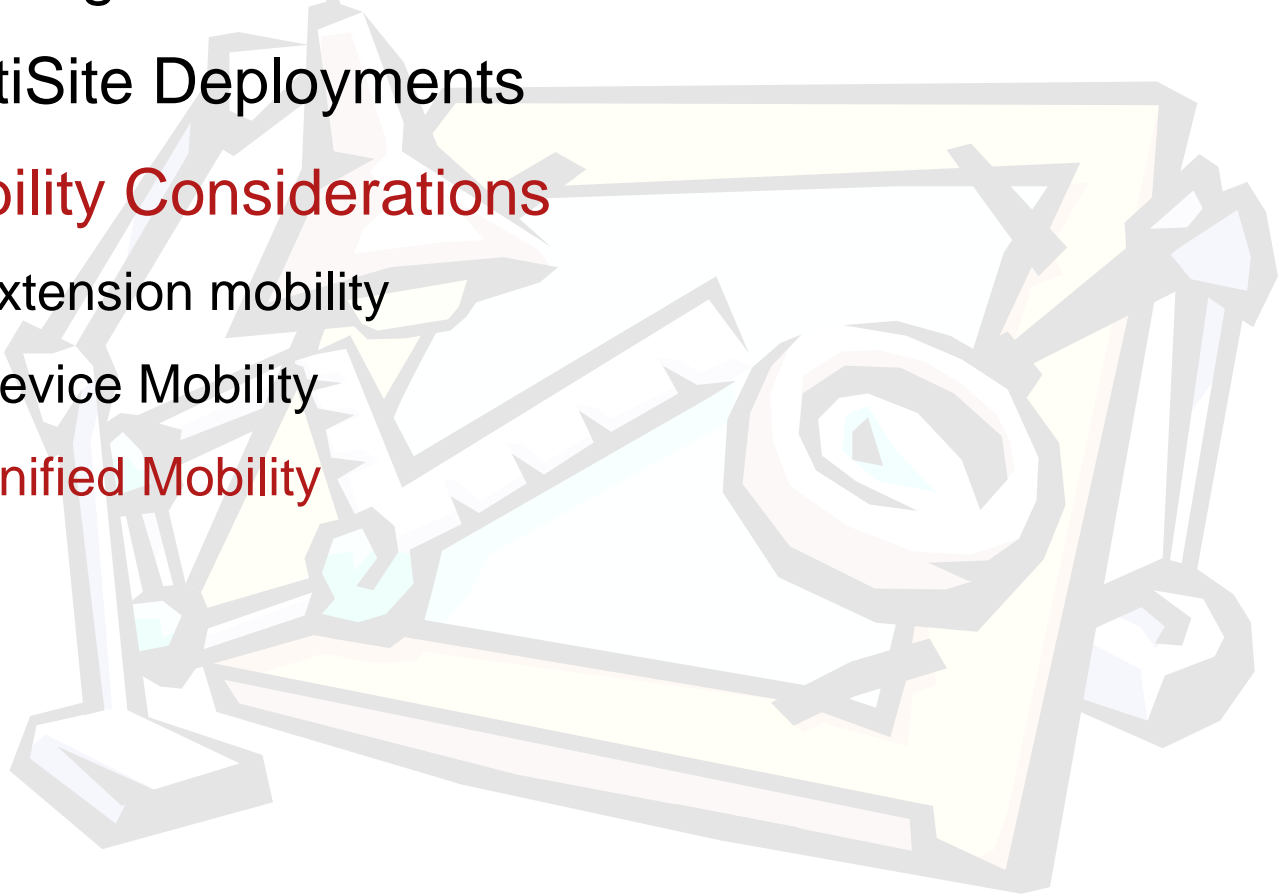 tiSite Deployments
bility Considerations
xtension mobility
evice Mobility
nified Mobility